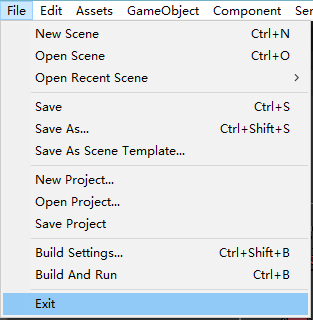 File Edit Assets GameObject Component Ser
New Scene Ctrl+N
Open Scene Ctrl+O
Open Recent Scene >
Save Ctrl+S
Save As... Ctrl+Shift+S
Save As Scene Template...
New Project...
Open Project...
Save Project
Build Settings... Ctrl+Shift+B
Build And Run Ctrl+B
Exit